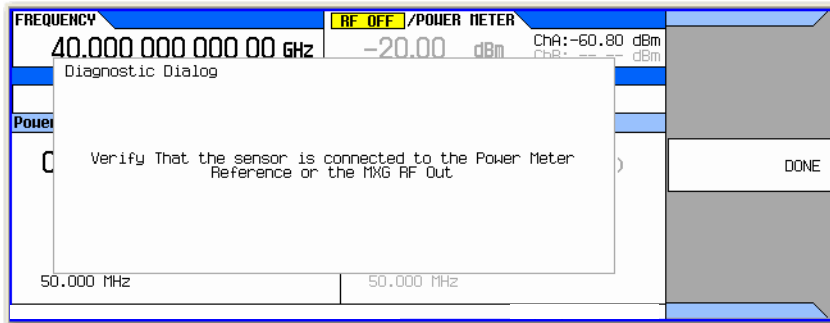 FREQUENCY
RF OFF /POWER METER
40.000 000 000 00 GHz
-20.00 dBm
ChA:-60.80 dBm
ChB: -- -- dBm
Diagnostic Dialog
Verify That the sensor is connected to the Power Meter
Reference or the MXG RF Out
DONE
50.000 MHz
50.000 MHz